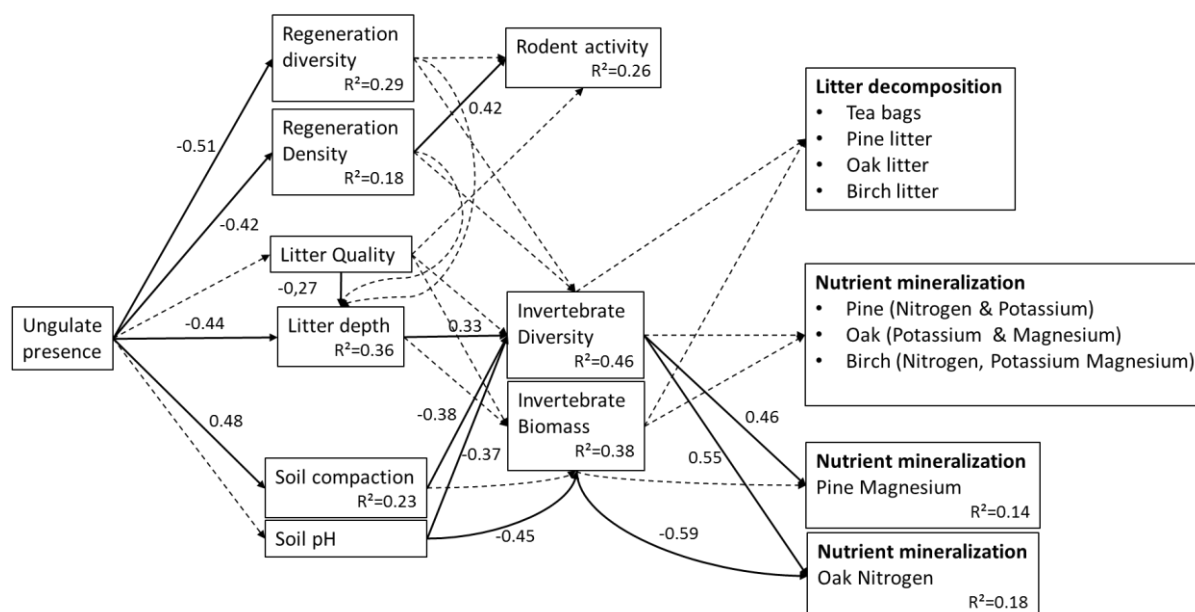 Regeneration
diversity
R²=0.29
Rodent activity
R²=0.26
Litter decomposition
• Tea bags
• Pine litter
• Oak litter
• Birch litter
0.42
Regeneration
Density
R²=0.18
-0.51
-0.42
Litter Quality
-0,27
Ungulate
presence
-0.44
Litter depth
R²=0.36
0.33
Invertebrate
Diversity
R²=0.46
Nutrient mineralization
• Pine (Nitrogen & Potassium)
• Oak (Potassium & Magnesium)
• Birch (Nitrogen, Potassium Magnesium)
Invertebrate
Biomass
R²=0.38
-0.38
-0.37
0.46
0.55
0.48
Soil compaction
R²=0.23
Soil pH
-0.45
-0.59
Nutrient mineralization
Pine Magnesium
R²=0.14
Nutrient mineralization
Oak Nitrogen
R²=0.18